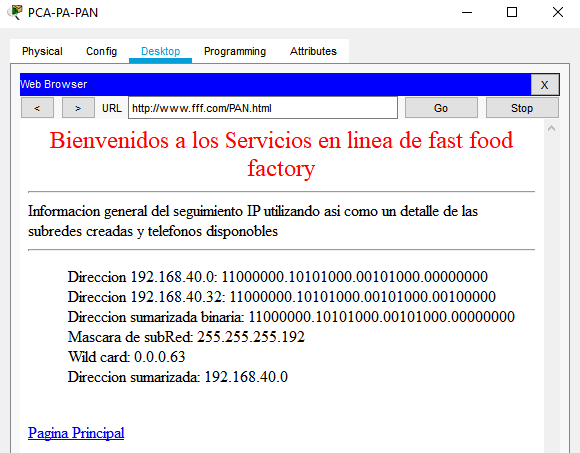 PCA-PA-PAN
Physical Config Desktop Programming Attributes
Web Browser X
< > URL http://www.fff.com/PAN.html Go Stop
Bienvenidos a los Servicios en linea de fast food
factory
Informacion general del seguimiento IP utilizando asi como un detalle de las
subredes creadas y telefonos disponobles
Direccion 192.168.40.0: 11000000.10101000.00101000.00000000
Direccion 192.168.40.32: 11000000.10101000.00101000.00100000
Direccion sumarizada binaria: 11000000.10101000.00101000.00000000
Mascara de subRed: 255.255.255.192
Wild card: 0.0.0.63
Direccion sumarizada: 192.168.40.0
Pagina Principal